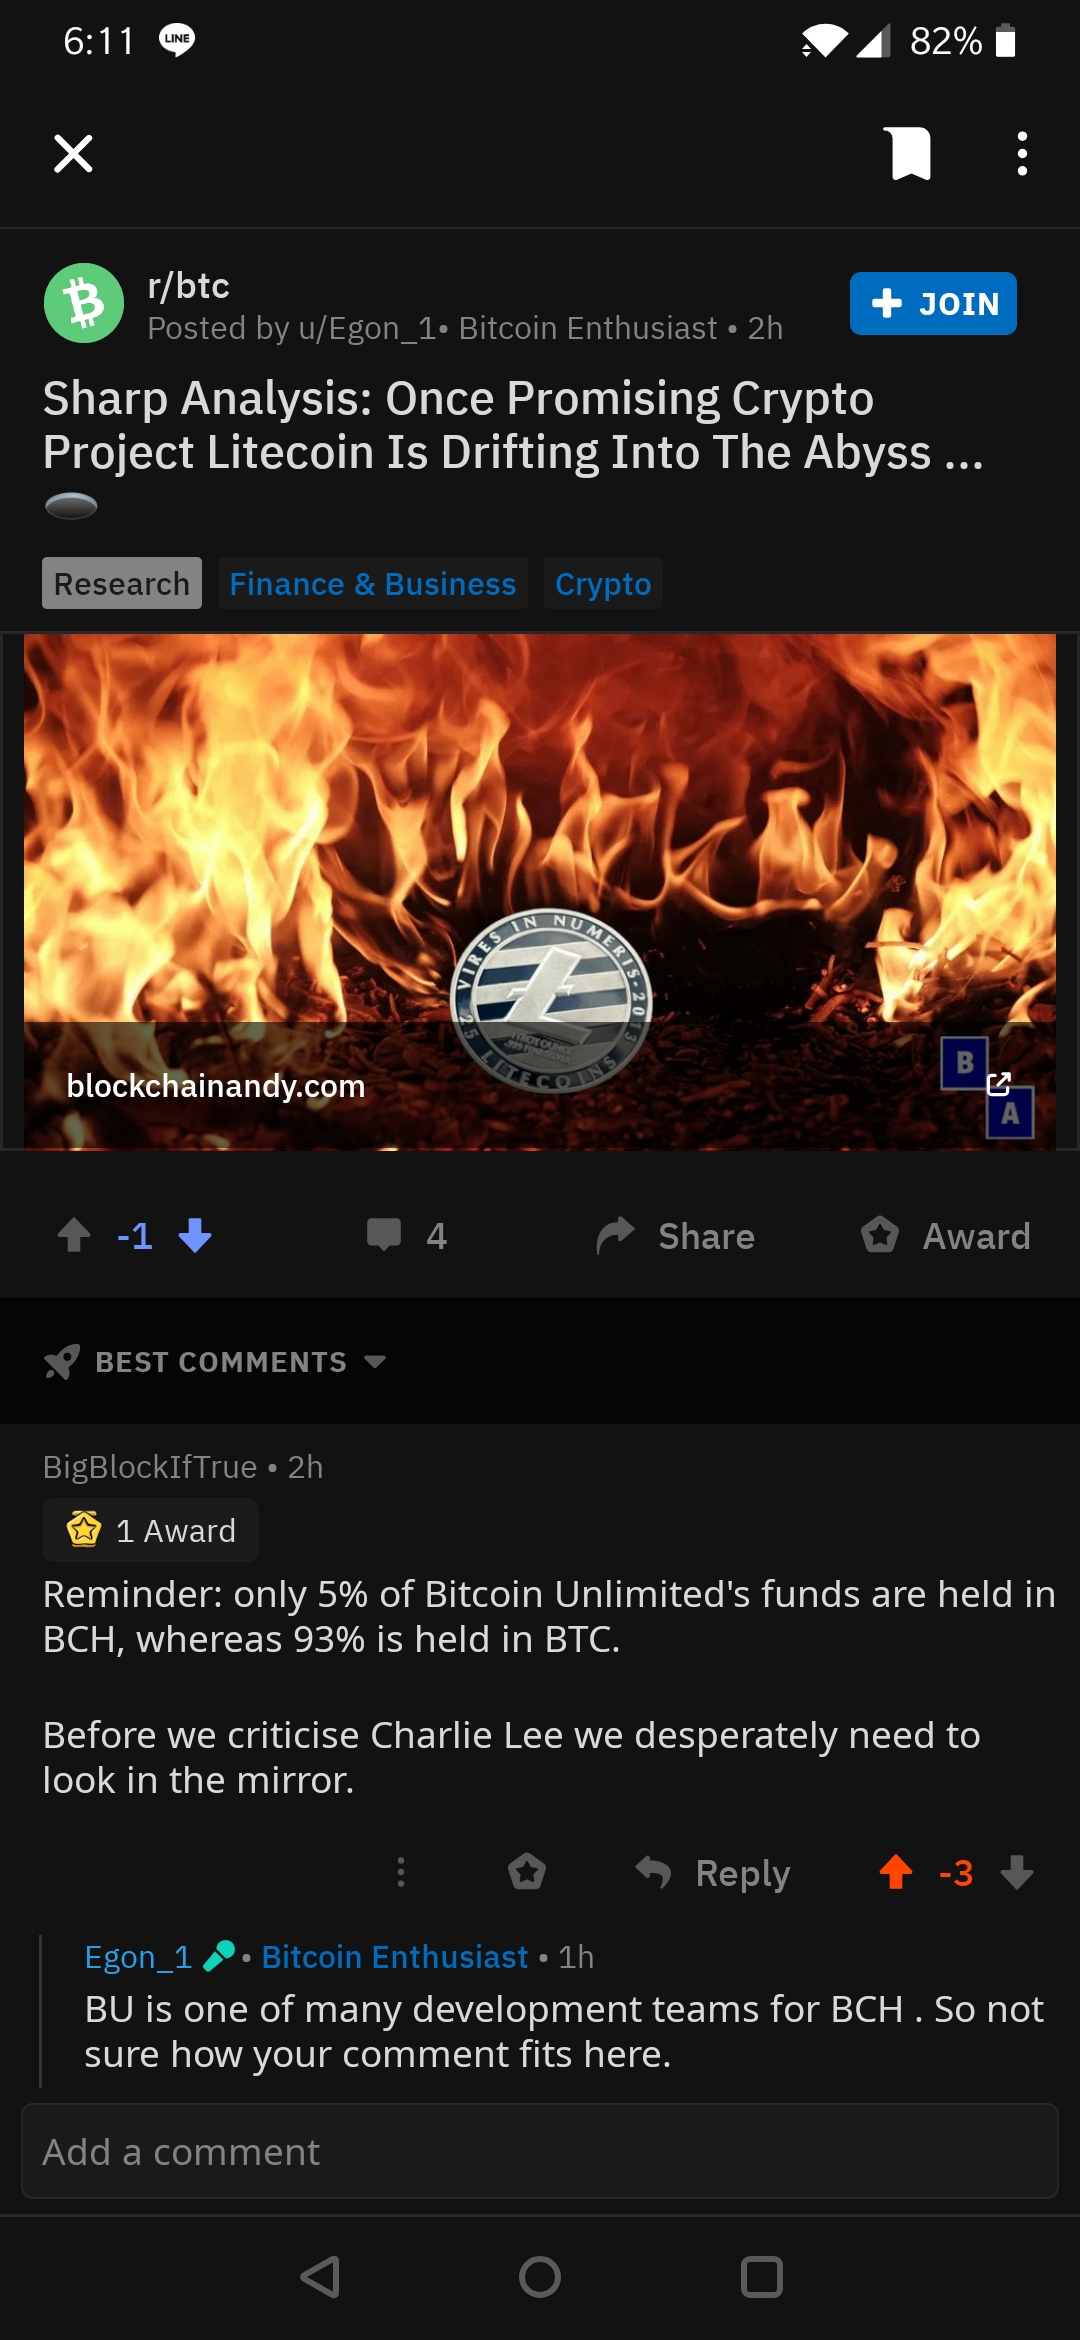 6:11
LINE
82%
r/btc
Posted by u/Egon_1• Bitcoin Enthusiast • 2h
JOIN
Sharp Analysis: Once Promising Crypto
Project Litecoin Is Drifting Into The Abyss ...
Research
Finance & Business
Crypto
VIRES IN NUMERIS • 2013
25 LITECOINS
blockchainandy.com
B
A
-1
4
Share
Award
BEST COMMENTS
BigBlockIfTrue • 2h
1 Award
Reminder: only 5% of Bitcoin Unlimited's funds are held in
BCH, whereas 93% is held in BTC.
Before we criticise Charlie Lee we desperately need to
look in the mirror.
Reply
-3
Egon_1 • Bitcoin Enthusiast • 1h
BU is one of many development teams for BCH . So not
sure how your comment fits here.
Add a comment